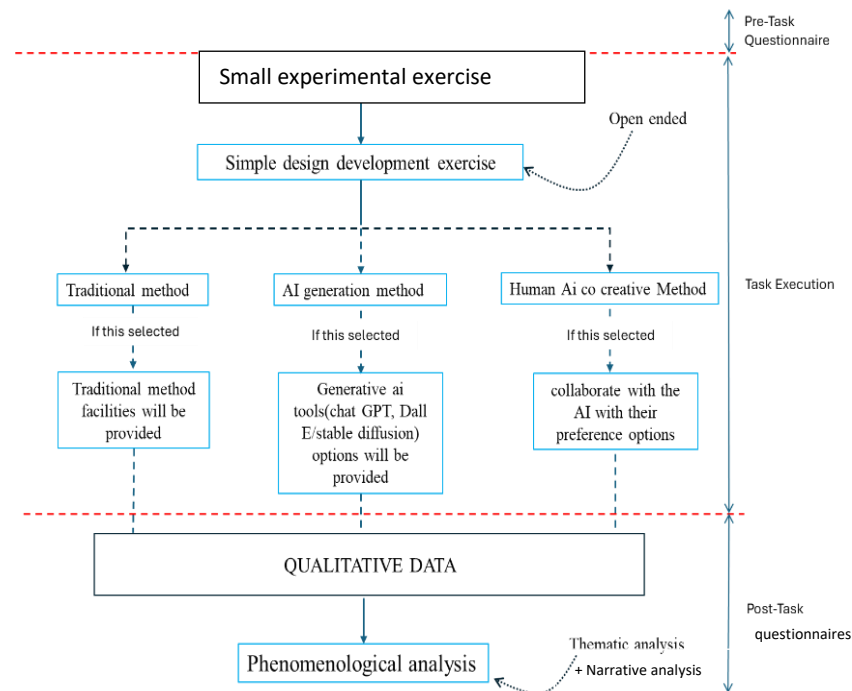 Pre-Task
Questionnaire
Small experimental exercise
Open ended
Simple design development exercise
Traditional method
AI generation method
Human Ai co creative Method
Task Execution
If this selected
If this selected
If this selected
Traditional method
facilities will be
provided
Generative ai
tools(chat GPT, Dall
E/stable diffusion)
options will be
provided
collaborate with the
AI with their
preference options
QUALITATIVE DATA
Post-Task
questionnaires
Thematic analysis
+ Narrative analysis
Phenomenological analysis